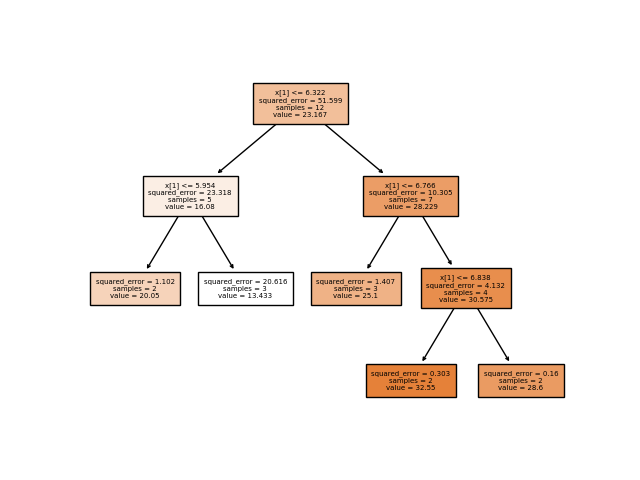 x[1] <= 6.322
squared_error = 51.599
samples = 12
value = 23.167
x[1] <= 5.954
squared_error = 23.318
samples = 5
value = 16.08
x[1] <= 6.766
squared_error = 10.305
samples = 7
value = 28.229
squared_error = 1.102
samples = 2
value = 20.05
squared_error = 20.616
samples = 3
value = 13.433
squared_error = 1.407
samples = 3
value = 25.1
x[1] <= 6.838
squared_error = 4.132
samples = 4
value = 30.575
squared_error = 0.303
samples = 2
value = 32.55
squared_error = 0.16
samples = 2
value = 28.6